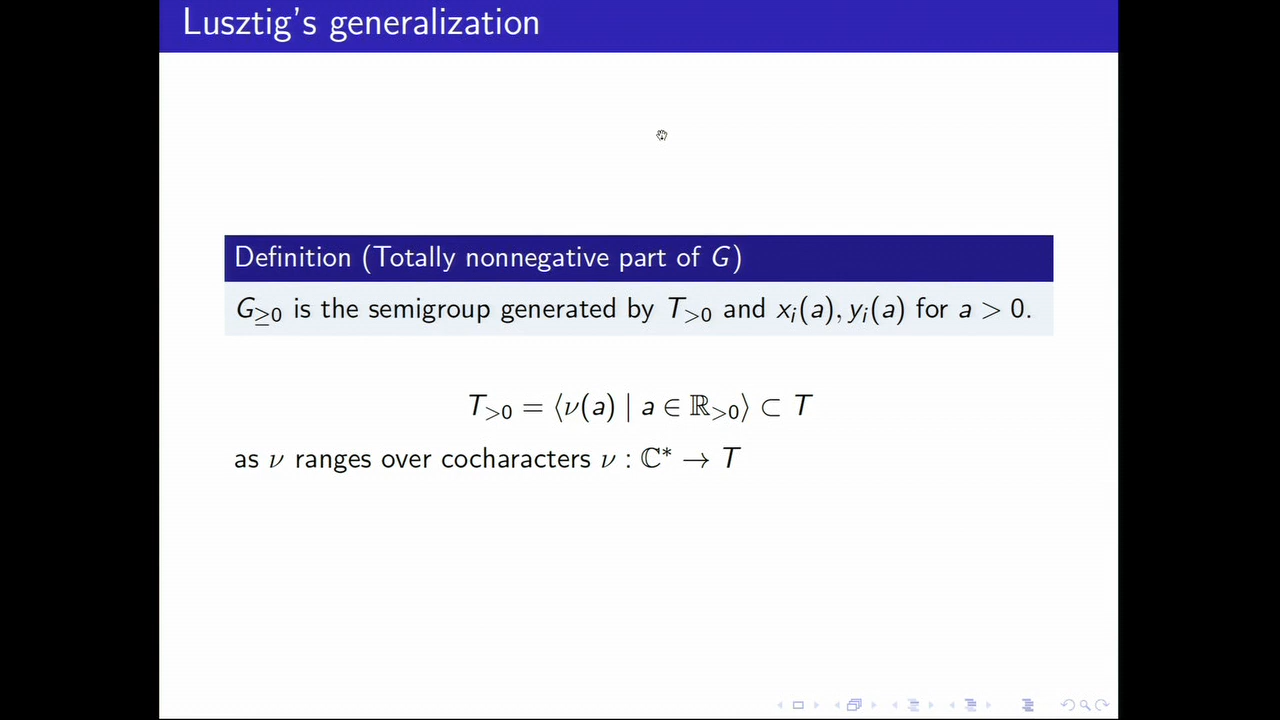 Lusztig's generalization
Definition (Totally nonnegative part of G)
G≥0 is the semigroup generated by T>0 and xᵢ(a), yᵢ(a) for a > 0.
T>0 = ⟨ν(a) | a ∈ ℝ>0⟩ ⊂ T
as ν ranges over cocharacters ν : ℂ* → T